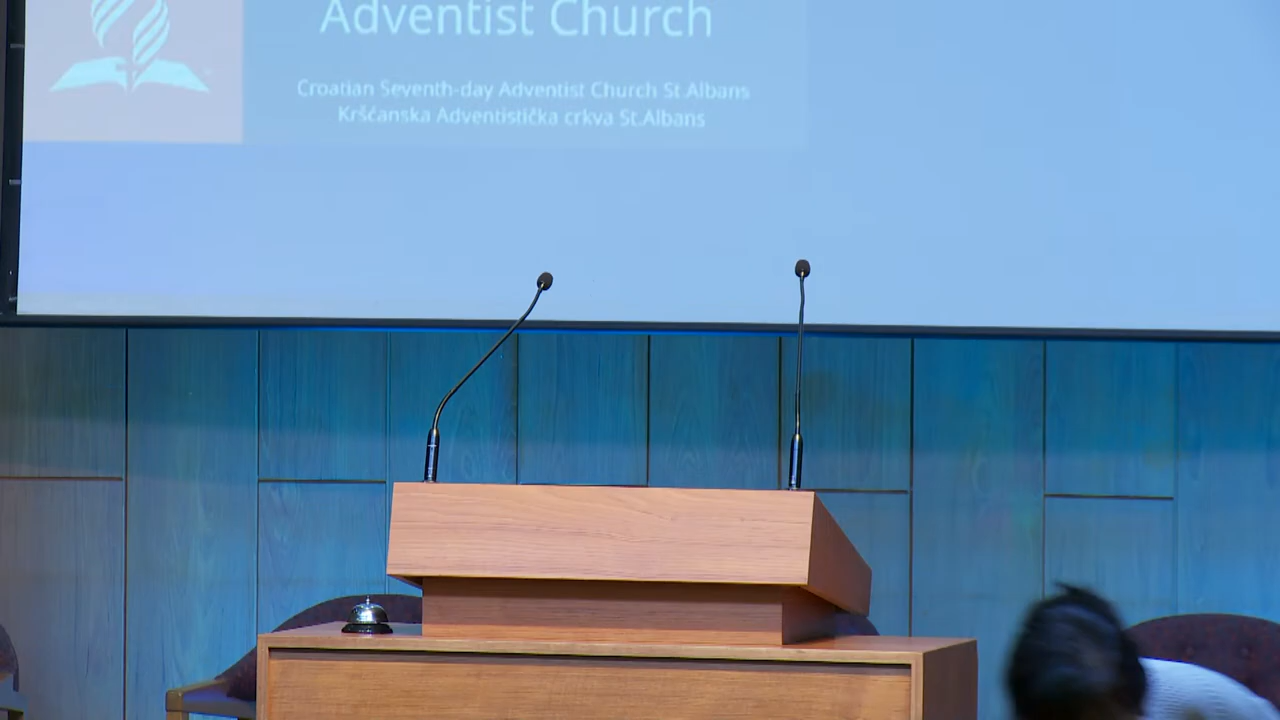 Adventist Church
Croatian Seventh-day Adventist Church St.Albans
Kršćanska Adventistička crkva St.Albans